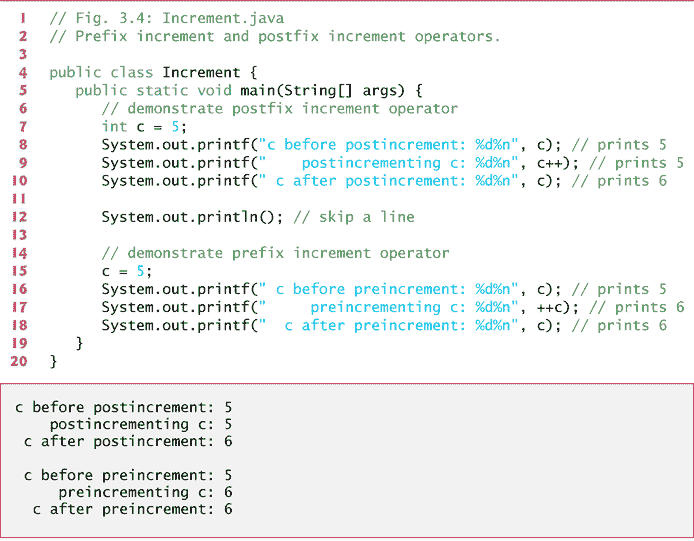 1 // Fig. 3.4: Increment.java
2 // Prefix increment and postfix increment operators.
3
4 public class Increment {
5    public static void main(String[] args) {
6       // demonstrate postfix increment operator
7       int c = 5;
8       System.out.printf("c before postincrement: %d%n", c); // prints 5
9       System.out.printf("    postincrementing c: %d%n", c++); // prints 5
10       System.out.printf(" c after postincrement: %d%n", c); // prints 6
11
12       System.out.println(); // skip a line
13
14       // demonstrate prefix increment operator
15       c = 5;
16       System.out.printf(" c before preincrement: %d%n", c); // prints 5
17       System.out.printf("     preincrementing c: %d%n", ++c); // prints 6
18       System.out.printf("  c after preincrement: %d%n", c); // prints 6
19    }
20 }
c before postincrement: 5
    postincrementing c: 5
 c after postincrement: 6

 c before preincrement: 5
     preincrementing c: 6
  c after preincrement: 6